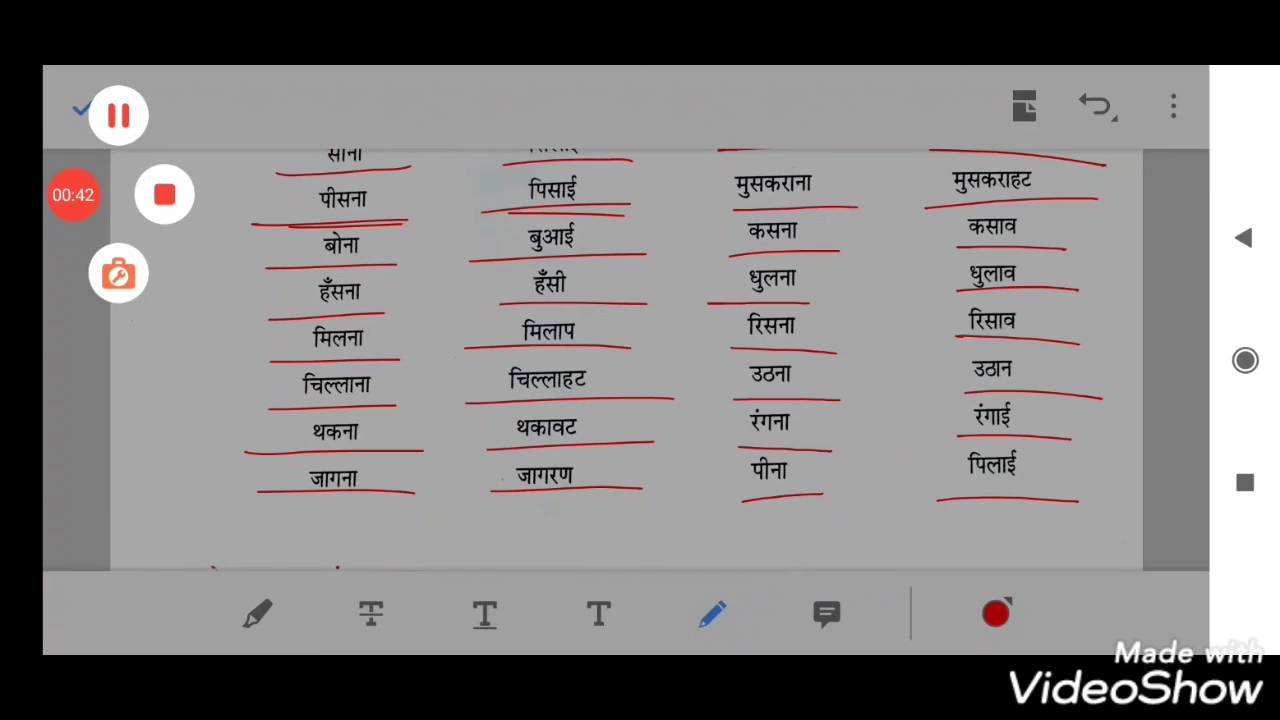 00:42
पीसना पिसाई मुसकराना मुसकराहट
बोना बुआई कसना कसाव
हँसना हँसी धुलना धुलाव
मिलना मिलाप रिसना रिसाव
चिल्लाना चिल्लाहट उठना उठान
थकना थकावट रंगना रंगाई
जागना जागरण पीना पिलाई
Made with
VideoShow